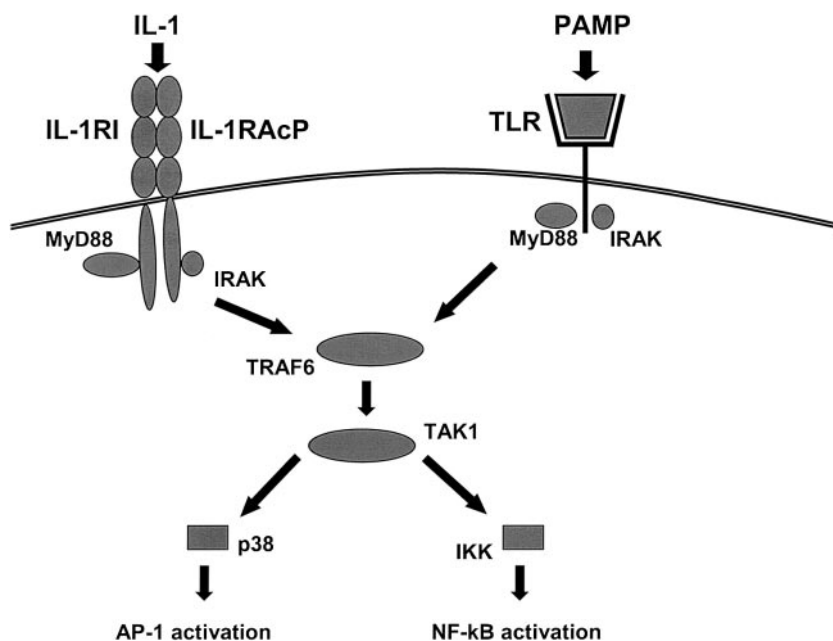 IL-1
PAMP
IL-1RI
IL-1RAcP
TLR
MyD88
IRAK
MyD88
IRAK
TRAF6
TAK1
p38
IKK
AP-1 activation
NF-kB activation